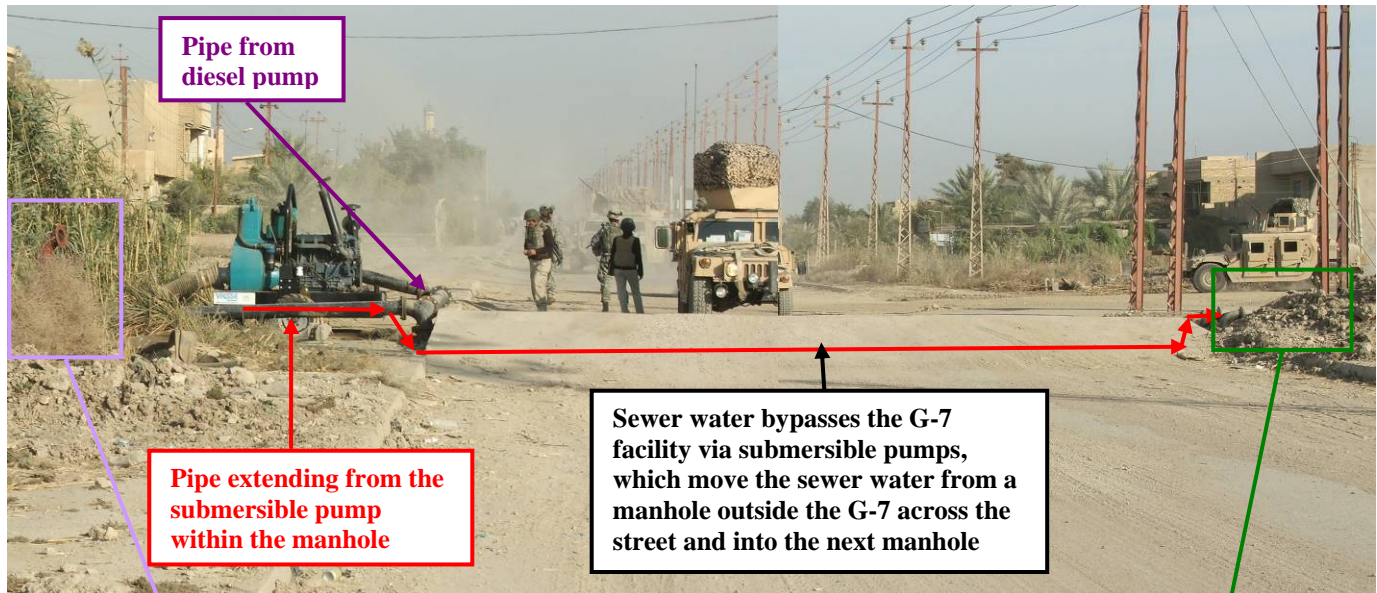 Pipe from
diesel pump
Pipe extending from the
submersible pump
within the manhole
Sewer water bypasses the G-7
facility via submersible pumps,
which move the sewer water from a
manhole outside the G-7 across the
street and into the next manhole